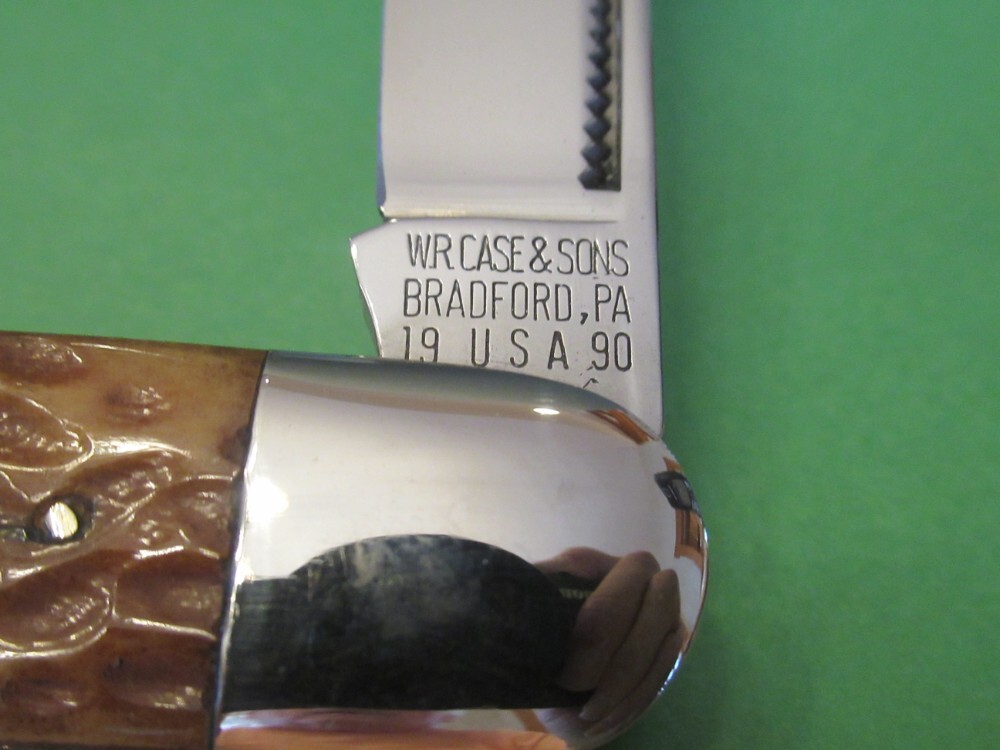 W.R. CASE & SONS
BRADFORD, PA
19 U S A 90